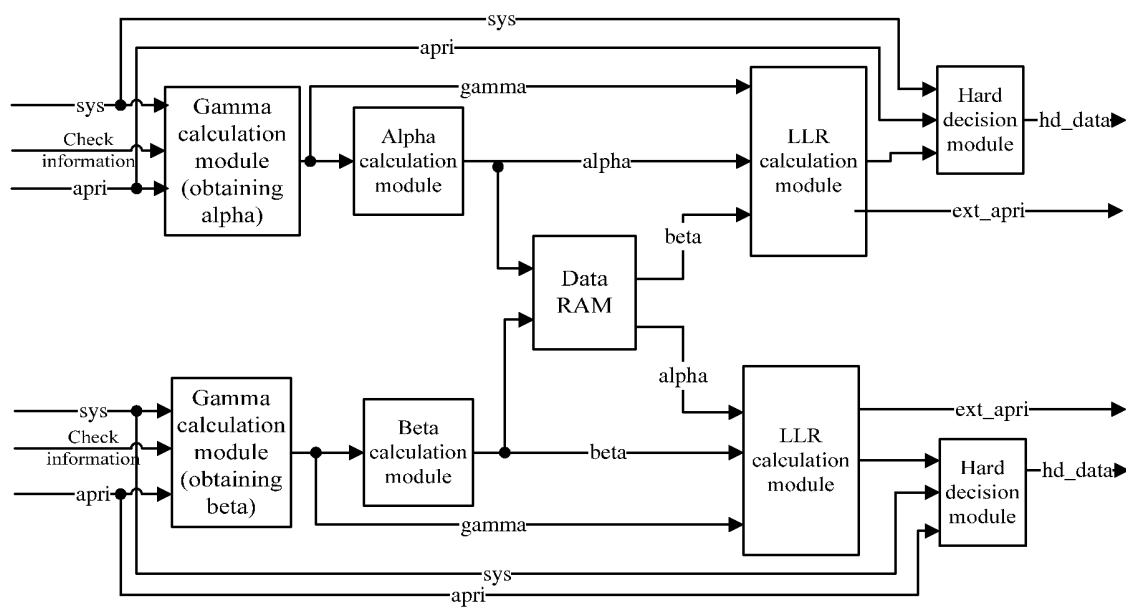 sys
apri
gamma
sys
Check
information
apri
Gamma
calculation
module
(obtaining
alpha)
Alpha
calculation
module
alpha
LLR
calculation
module
Hard
decision
module
hd_data
ext_apri
beta
Data
RAM
alpha
sys
Check
information
apri
Gamma
calculation
module
(obtaining
beta)
Beta
calculation
module
beta
gamma
LLR
calculation
module
ext_apri
Hard
decision
module
hd_data
sys
apri